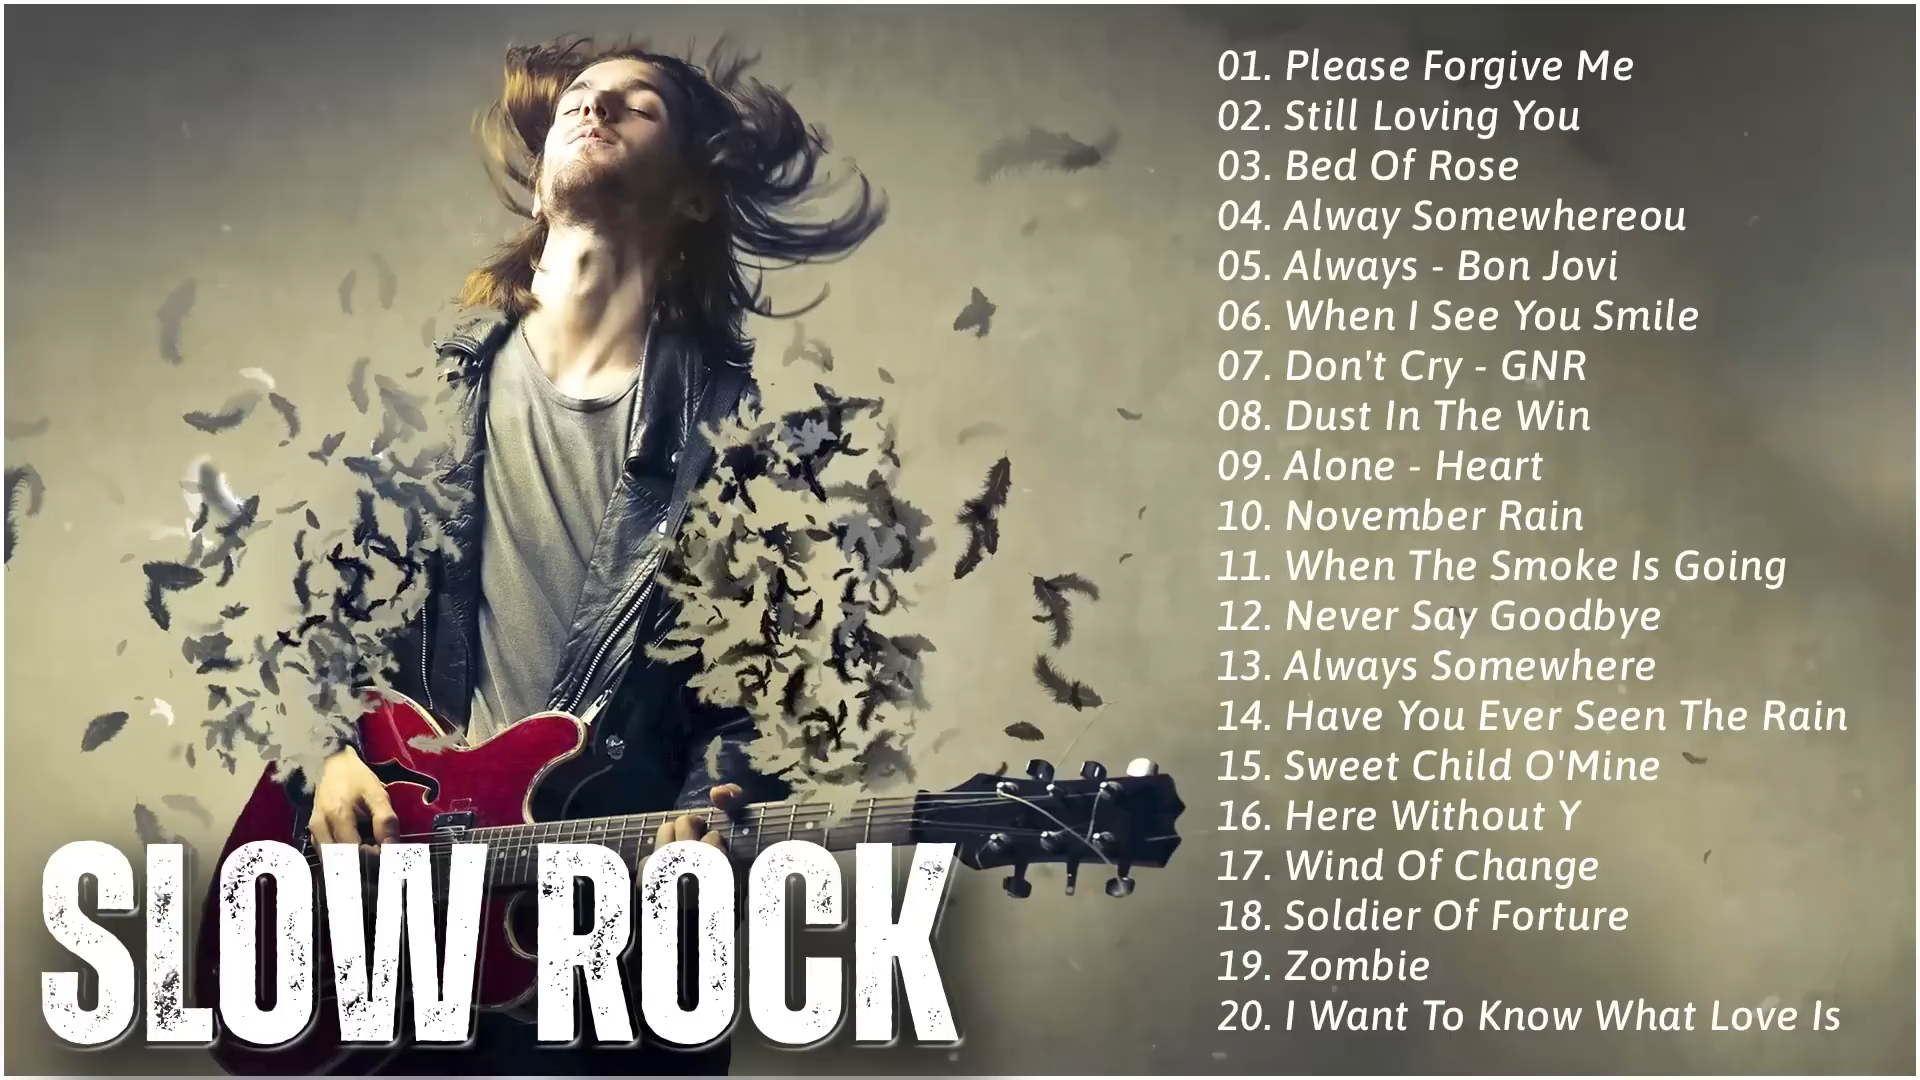 01. Please Forgive Me
02. Still Loving You
03. Bed Of Rose
04. Alway Somewhereou
05. Always - Bon Jovi
06. When I See You Smile
07. Don't Cry - GNR
08. Dust In The Win
09. Alone - Heart
10. November Rain
11. When The Smoke Is Going
12. Never Say Goodbye
13. Always Somewhere
14. Have You Ever Seen The Rain
15. Sweet Child O'Mine
16. Here Without Y
17. Wind Of Change
18. Soldier Of Forture
19. Zombie
20. I Want To Know What Love Is
SLOW ROCK